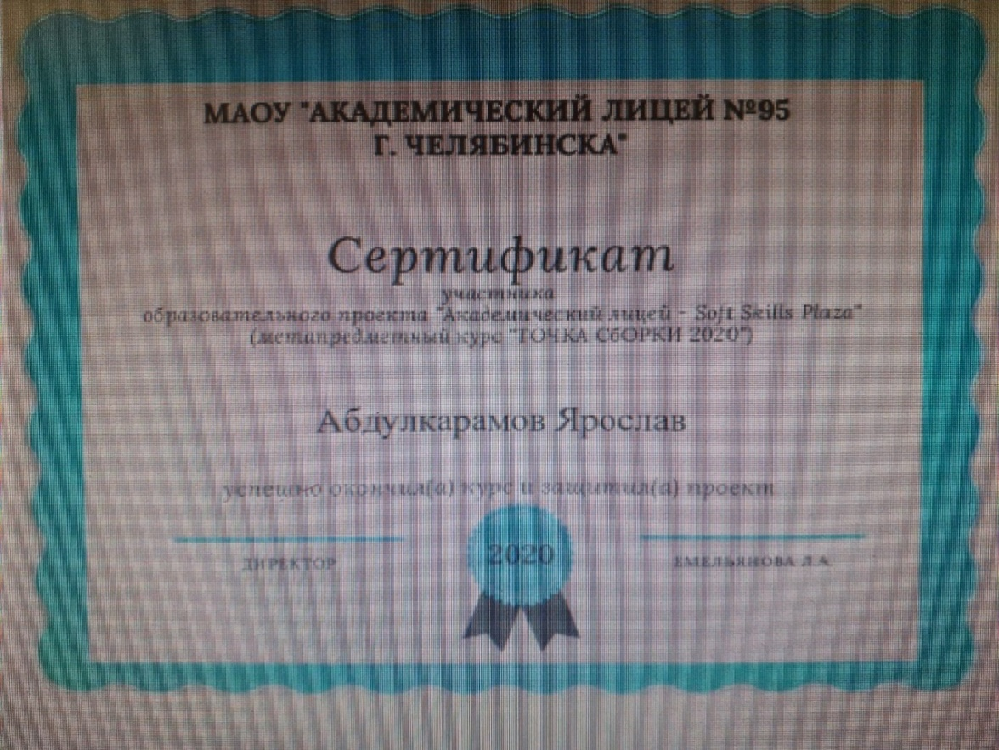 МАОУ "АКАДЕМИЧЕСКИЙ ЛИЦЕЙ №95
Г. ЧЕЛЯБИНСКА"
Сертификат
участника
образовательного проекта "Академический лицей - Soft Skills Plaza"
(метапредметный курс "ТОЧКА СбОРКИ 2020")
Абдулкарамов Ярослав
успешно окончил(а) курс и защитил(а) проект
2020
ДИРЕКТОР
ЕМЕЛЬЯНОВА Л.А.